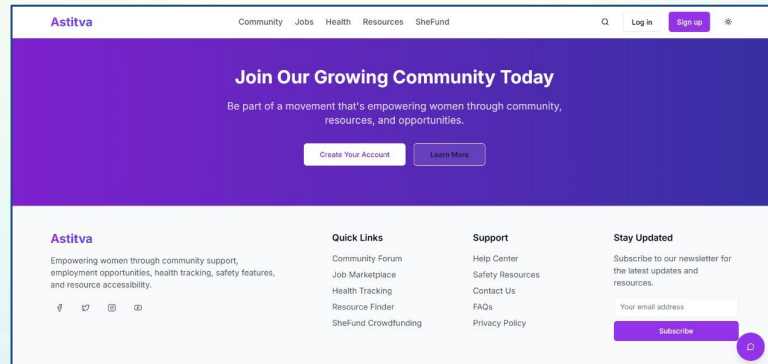 Astitva
Community Jobs Health Resources SheFund
Log in
Sign up
Join Our Growing Community Today
Be part of a movement that's empowering women through community,
resources, and opportunities.
Create Your Account
Learn More
Astitva
Empowering women through community support,
employment opportunities, health tracking, safety features,
and resource accessibility.
Quick Links
Community Forum
Job Marketplace
Health Tracking
Resource Finder
SheFund Crowdfunding
Support
Help Center
Safety Resources
Contact Us
FAQs
Privacy Policy
Stay Updated
Subscribe to our newsletter for
the latest updates and
resources.
Your email address
Subscribe